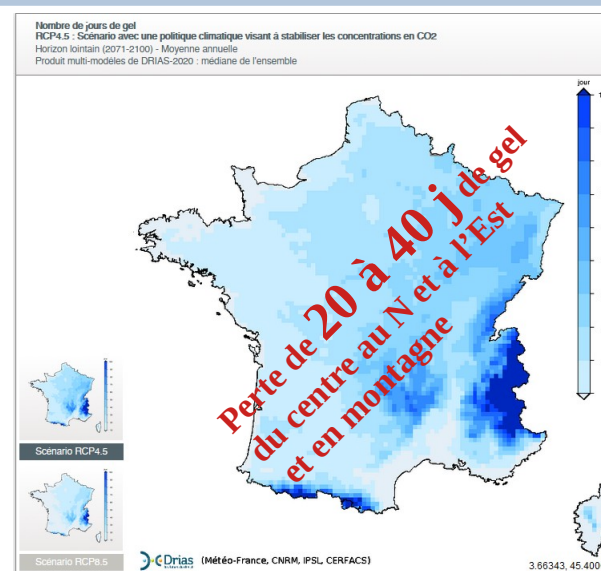 Nombre de jours de gel
RCP4.5 : Scénario avec une politique climatique visant à stabiliser les concentrations en CO2
Horizon lointain (2071-2100) - Moyenne annuelle
Produit multi-modèles de DRIAS-2020 : médiane de l'ensemble
jour
1
Perte de 20 à 40 j de gel
du centre au N et à l’Est
et en montagne
Scénario RCP4.5
Scénario RCP8.5
Drias (Météo-France, CNRM, IPSL, CERFACS)
3.66343, 45.4000